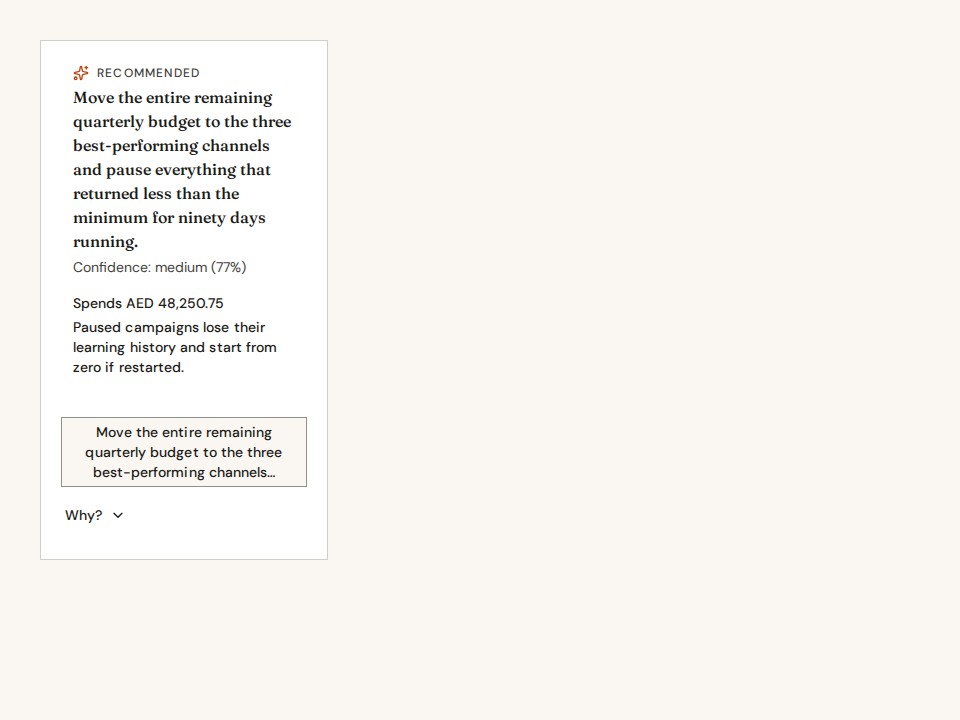 RECOMMENDED
Move the entire remaining
quarterly budget to the three
best-performing channels
and pause everything that
returned less than the
minimum for ninety days
running.
Confidence: medium (77%)
Spends AED 48,250.75
Paused campaigns lose their
learning history and start from
zero if restarted.
Move the entire remaining
quarterly budget to the three
best-performing channels…
Why?